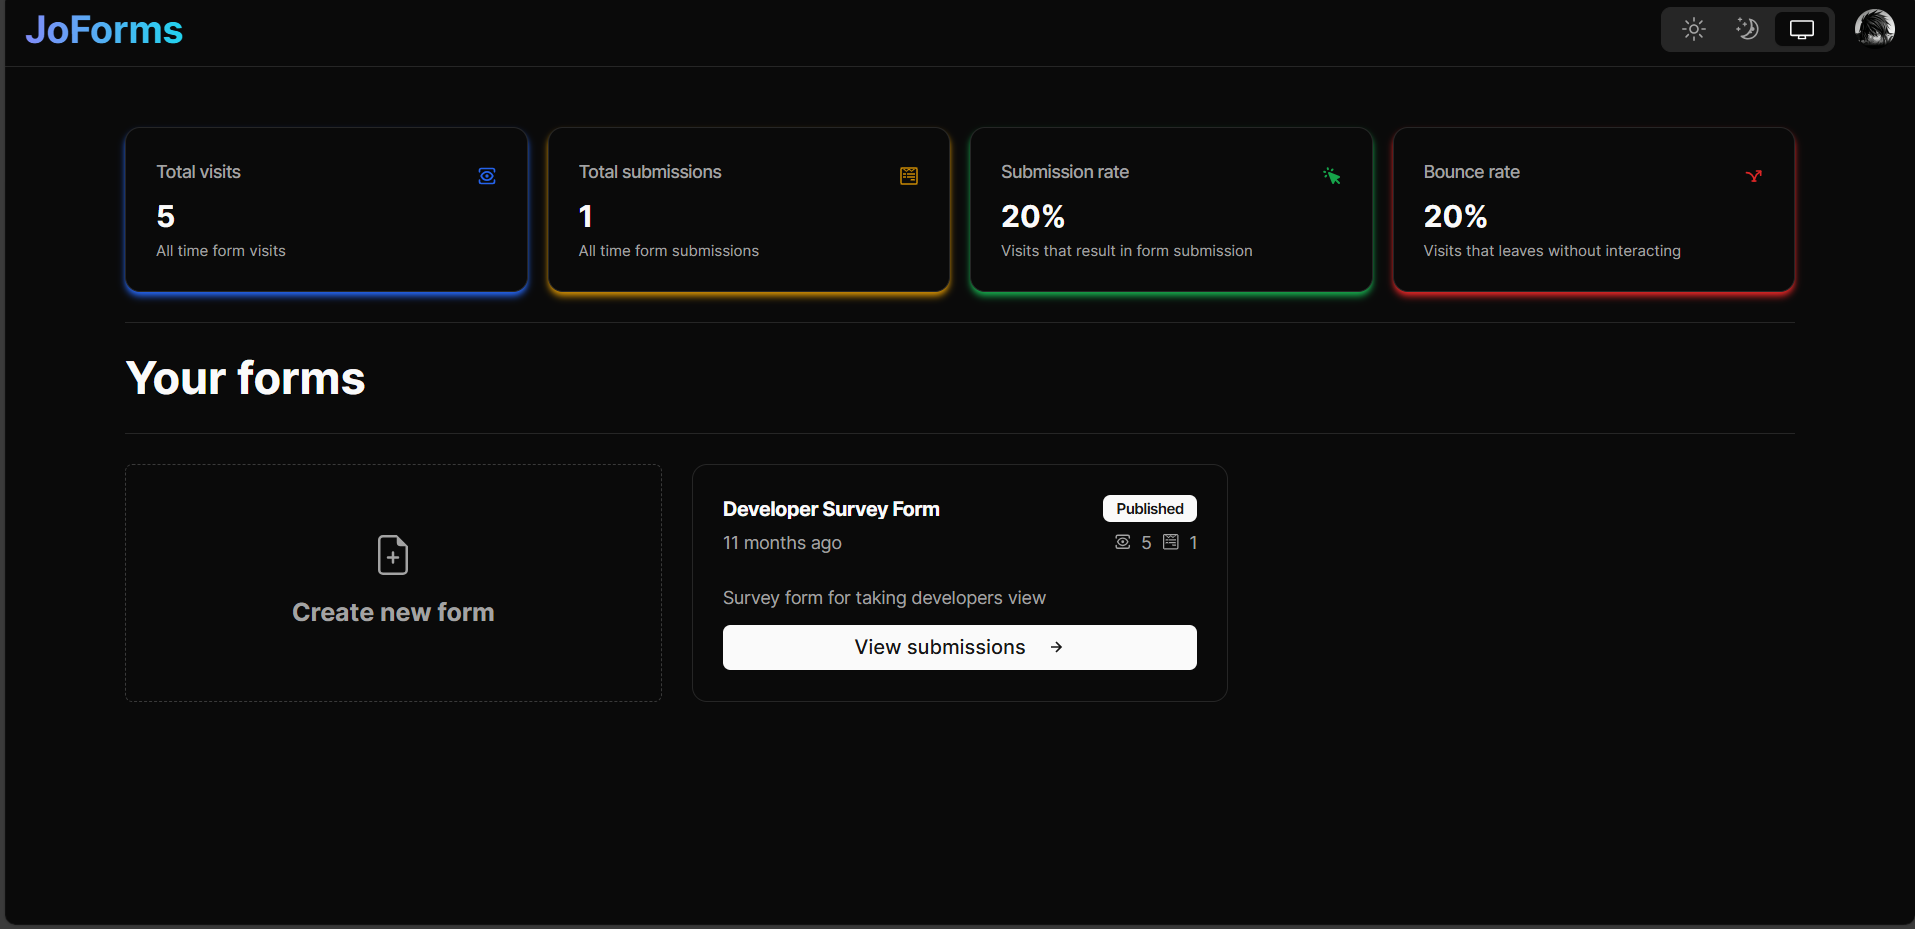 JoForms
Total visits
5
All time form visits
Total submissions
1
All time form submissions
Submission rate
20%
Visits that result in form submission
Bounce rate
20%
Visits that leaves without interacting
Your forms
Create new form
Developer Survey Form
Published
11 months ago
5 1
Survey form for taking developers view
View submissions →